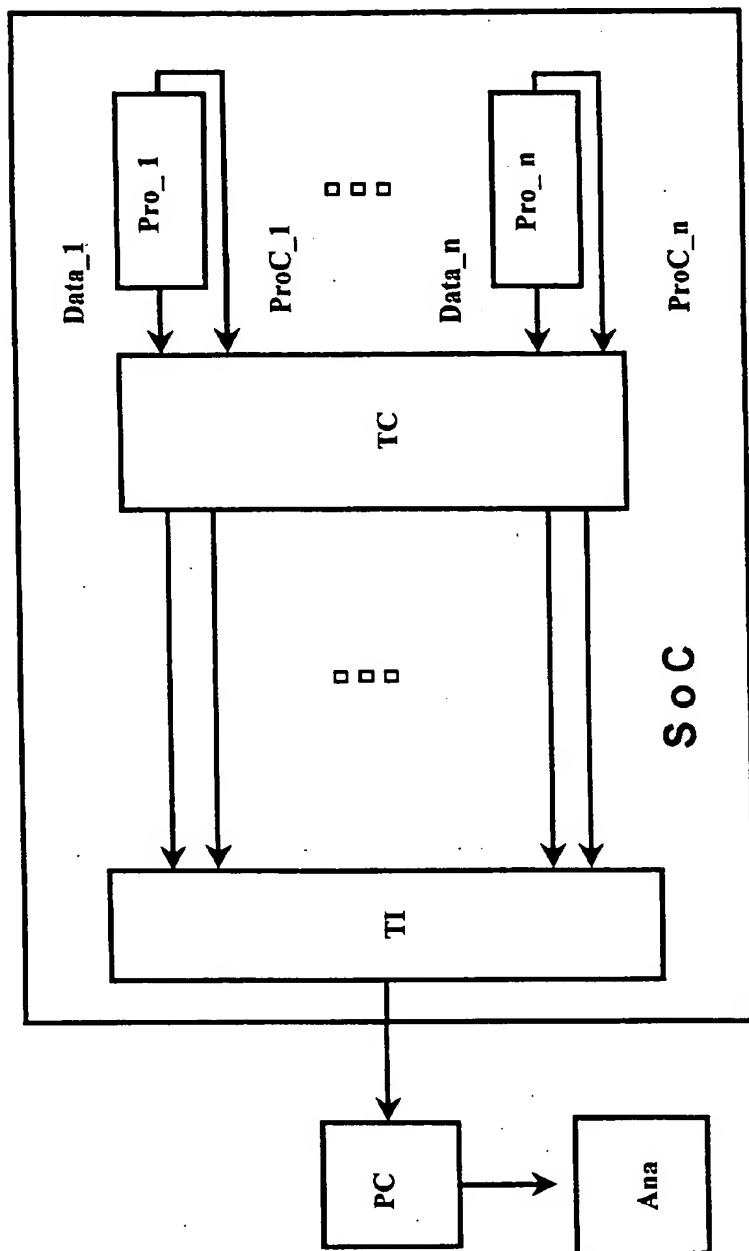 Data_1
Pro_1
ProC_1
Data_n
Pro_n
ProC_n
TC
SoC
TI
PC
Ana